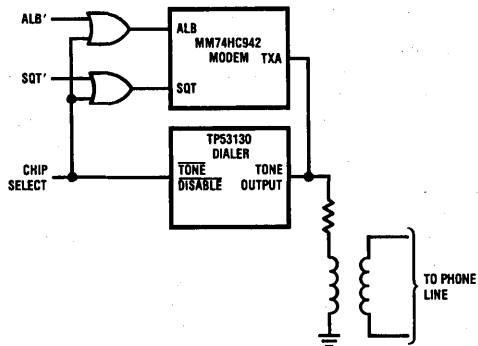 ALB'
ALB
MM74HC942
MODEM
TXA
SQT'
SQT
TP53130
DIALER
CHIP
SELECT
TONE
DISABLE
TONE
OUTPUT
TO PHONE
LINE